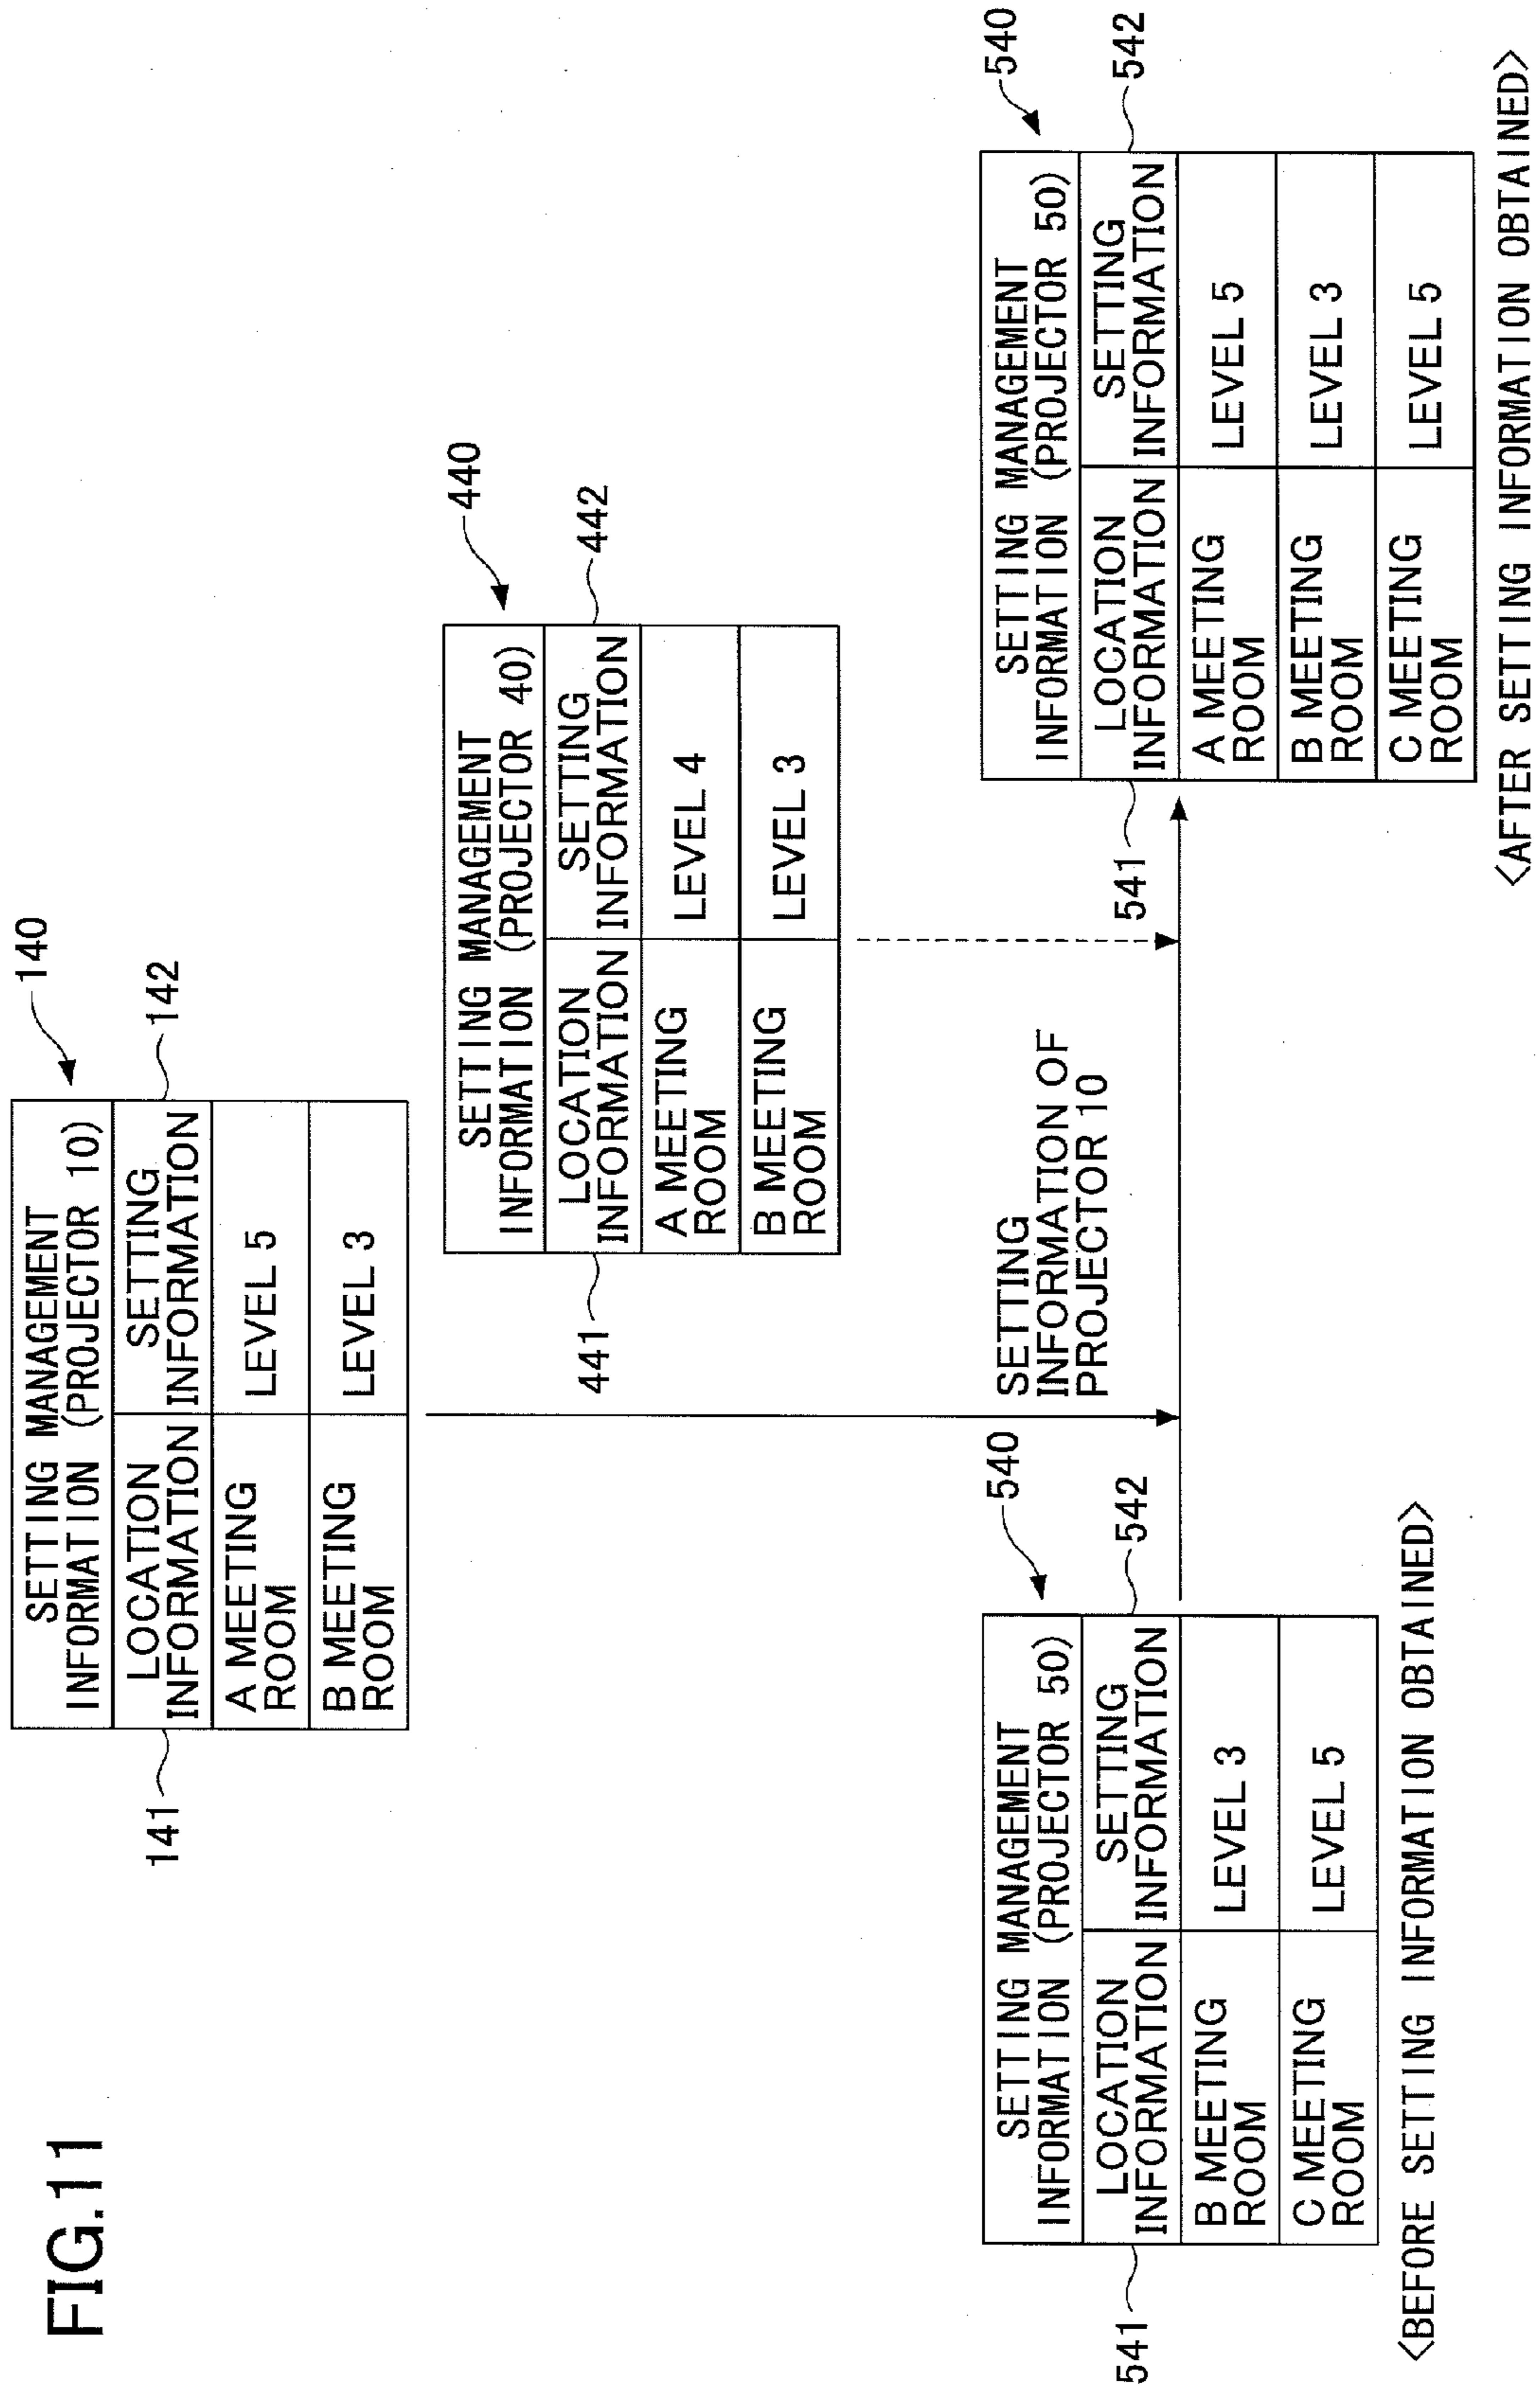 FIG.11
140
SETTING MANAGEMENT
INFORMATION (PROJECTOR 10)
141
142
LOCATION
INFORMATION
SETTING
INFORMATION
A MEETING
ROOM
LEVEL 5
B MEETING
ROOM
LEVEL 3
440
SETTING MANAGEMENT
INFORMATION (PROJECTOR 40)
441
442
LOCATION
INFORMATION
SETTING
INFORMATION
A MEETING
ROOM
LEVEL 4
B MEETING
ROOM
LEVEL 3
SETTING
INFORMATION OF
PROJECTOR 10
540
SETTING MANAGEMENT
INFORMATION (PROJECTOR 50)
541
542
LOCATION
INFORMATION
SETTING
INFORMATION
B MEETING
ROOM
LEVEL 3
C MEETING
ROOM
LEVEL 5
<BEFORE SETTING INFORMATION OBTAINED>
540
SETTING MANAGEMENT
INFORMATION (PROJECTOR 50)
541
542
LOCATION
INFORMATION
SETTING
INFORMATION
A MEETING
ROOM
LEVEL 5
B MEETING
ROOM
LEVEL 3
C MEETING
ROOM
LEVEL 5
<AFTER SETTING INFORMATION OBTAINED>